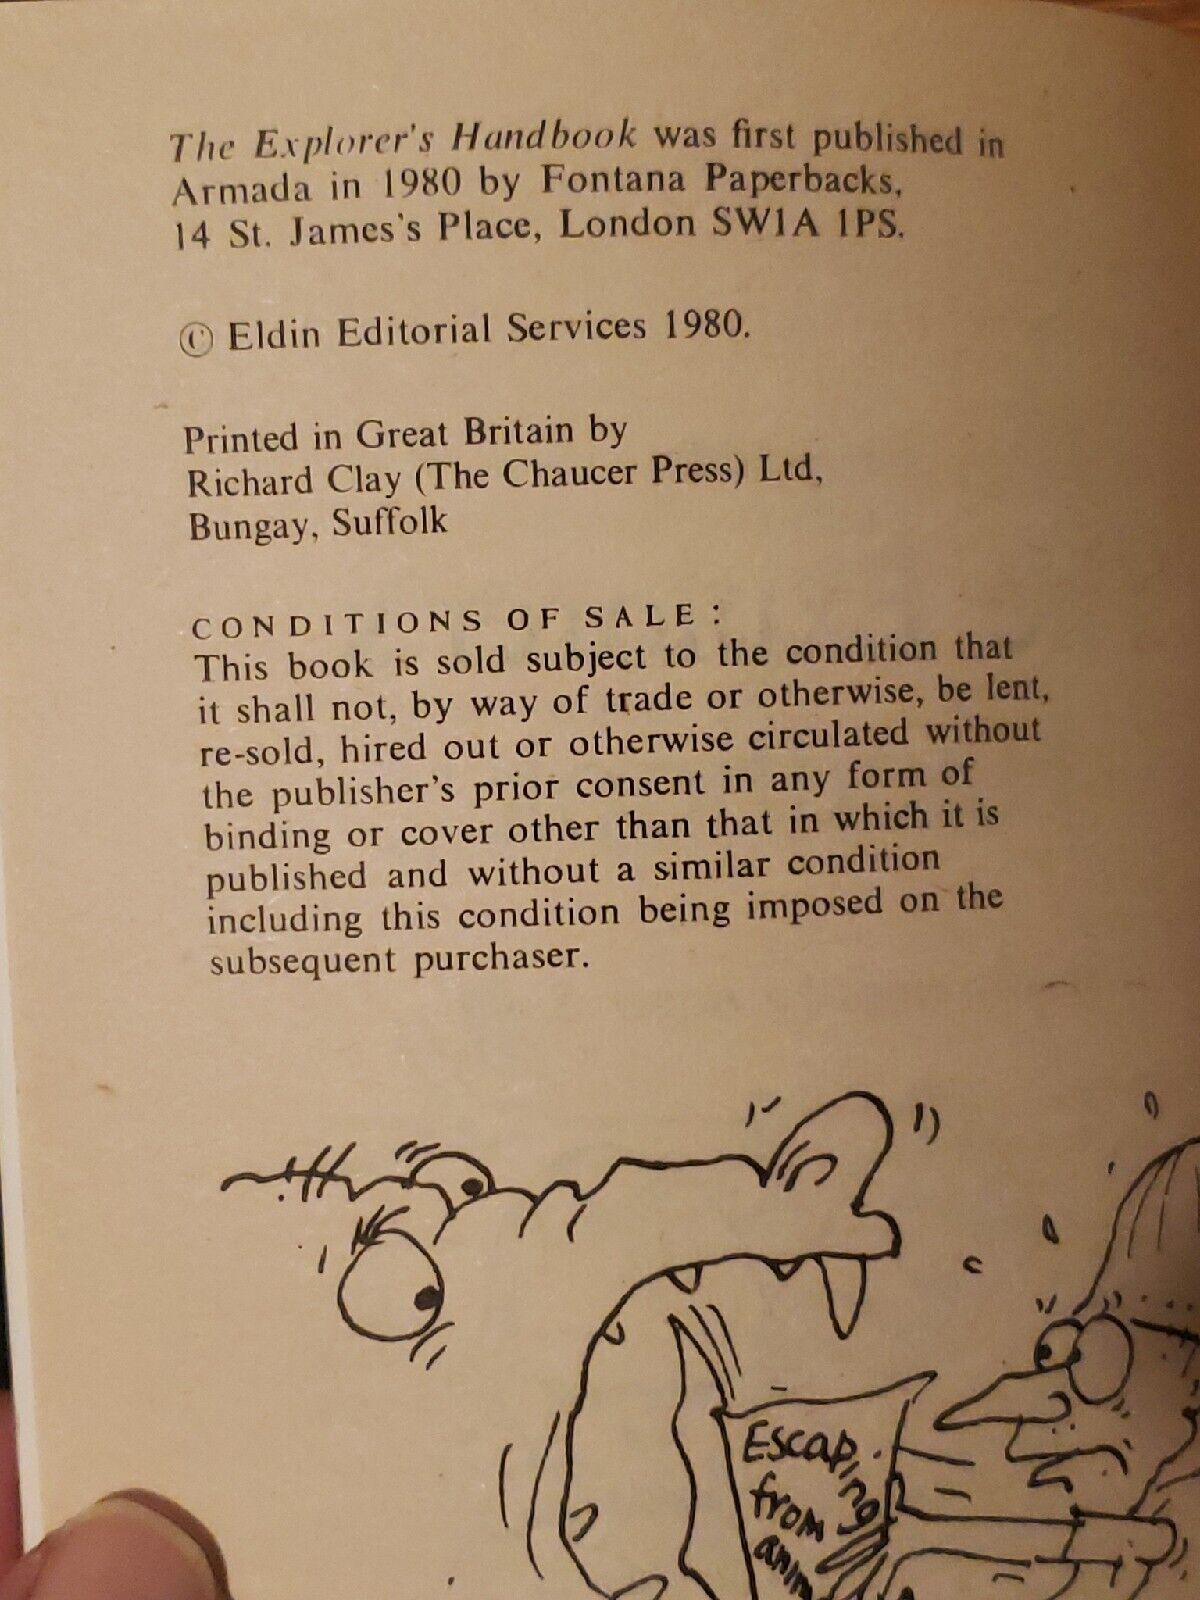 The Explorer's Handbook was first published in
Armada in 1980 by Fontana Paperbacks,
14 St. James's Place, London SW1A 1PS.
© Eldin Editorial Services 1980.
Printed in Great Britain by
Richard Clay (The Chaucer Press) Ltd,
Bungay, Suffolk
CONDITIONS OF SALE:
This book is sold subject to the condition that
it shall not, by way of trade or otherwise, be lent,
re-sold, hired out or otherwise circulated without
the publisher's prior consent in any form of
binding or cover other than that in which it is
published and without a similar condition
including this condition being imposed on the
subsequent purchaser.
Escaping
from